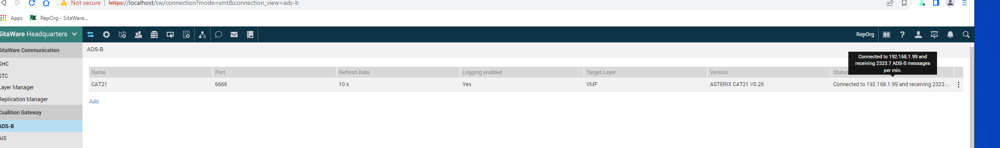 Not secure | https://localhost/sw/connection?mode=smt&connection_view=ads-b
Apps RepOrg - SitaWare...
SitaWare Headquarters RepOrg ?
SitaWare Communication
ADS-B
SHC
STC
Layer Manager
Replication Manager
Coalition Gateway
ADS-B
AIS
Connected to 192.168.1.99 and
receiving 2323.7 ADS-B messages
per min.
Name Port Refresh Rate Logging enabled Target Layer Version Status
CAT21 6666 10 s Yes VMF ASTERIX CAT21 V0.26 Connected to 192.168.1.99 and receiving 2323....
Add